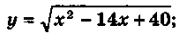 y = √(x² − 14x + 40);